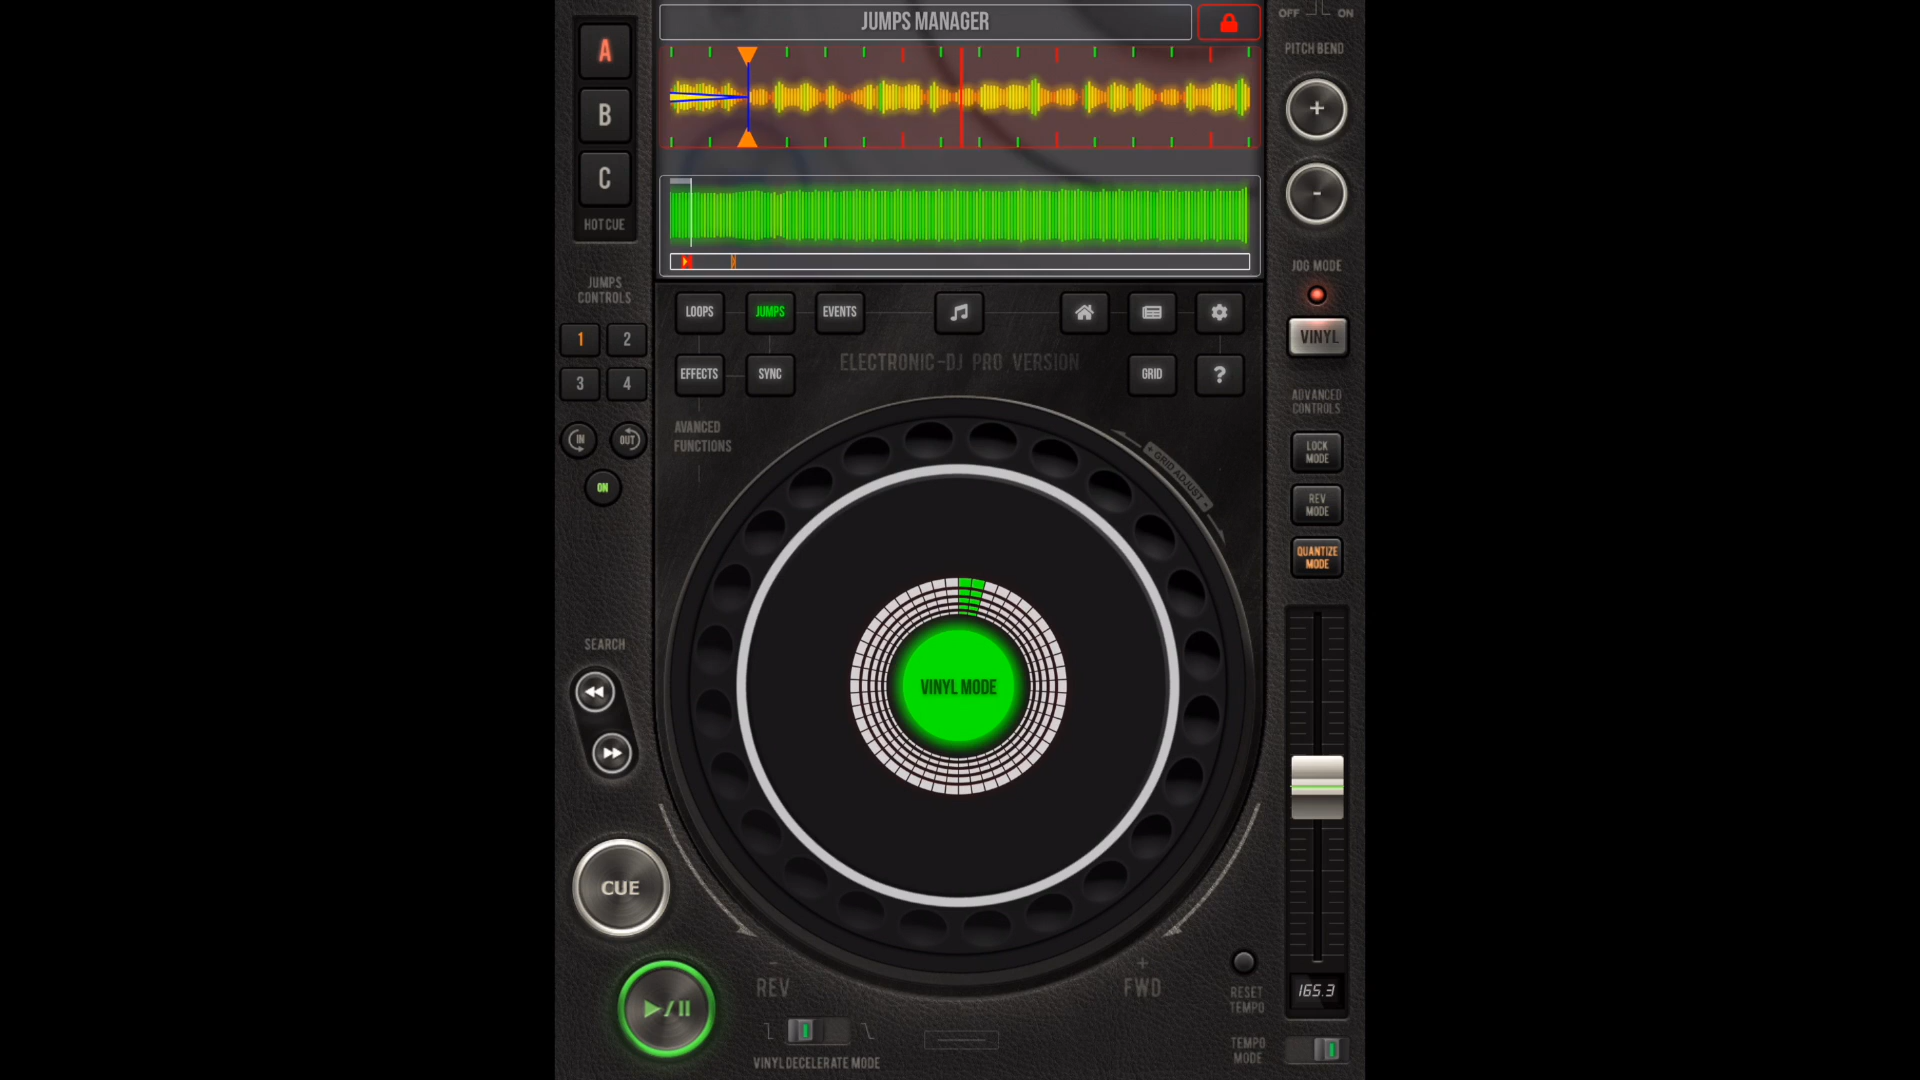 JUMPS MANAGER
OFF ON
PITCH BEND
+
-
A
B
C
HOT CUE
JUMPS
CONTROLS
1 2
3 4
IN OUT
ON
LOOPS JUMPS EVENTS
EFFECTS SYNC
ELECTRONIC-DJ PRO VERSION
GRID ?
AVANCED
FUNCTIONS
+ GRID ADJUST -
JOG MODE
VINYL
ADVANCED
CONTROLS
LOCK
MODE
REV
MODE
QUANTIZE
MODE
VINYL MODE
SEARCH
CUE
- +
REV FWD
VINYL DECELERATE MODE
RESET
TEMPO
165.3
TEMPO
MODE